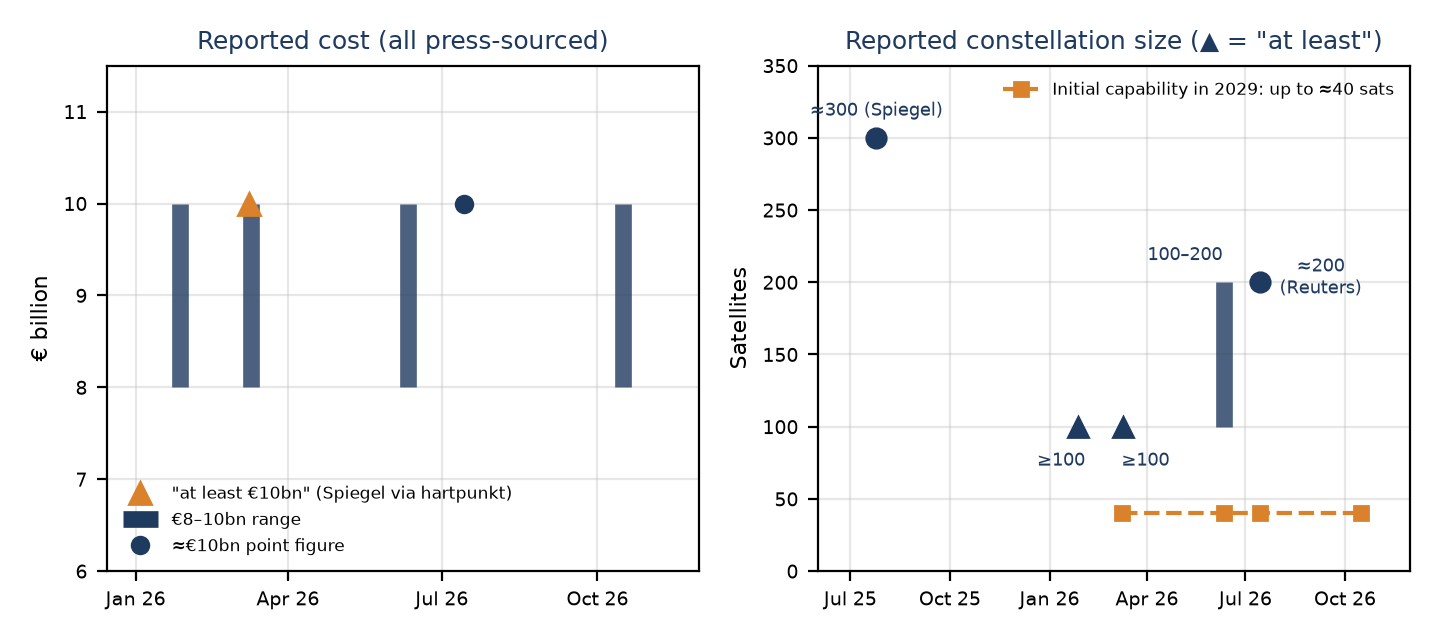 Reported cost (all press-sourced)
€ billion
11
10
9
8
7
6
"at least €10bn" (Spiegel via hartpunkt)
€8–10bn range
≈€10bn point figure
Jan 26
Apr 26
Jul 26
Oct 26
Reported constellation size (▲ = "at least")
Satellites
350
300
250
200
150
100
50
0
Initial capability in 2029: up to ≈40 sats
≈300 (Spiegel)
100–200
≈200
(Reuters)
≥100
≥100
Jul 25
Oct 25
Jan 26
Apr 26
Jul 26
Oct 26